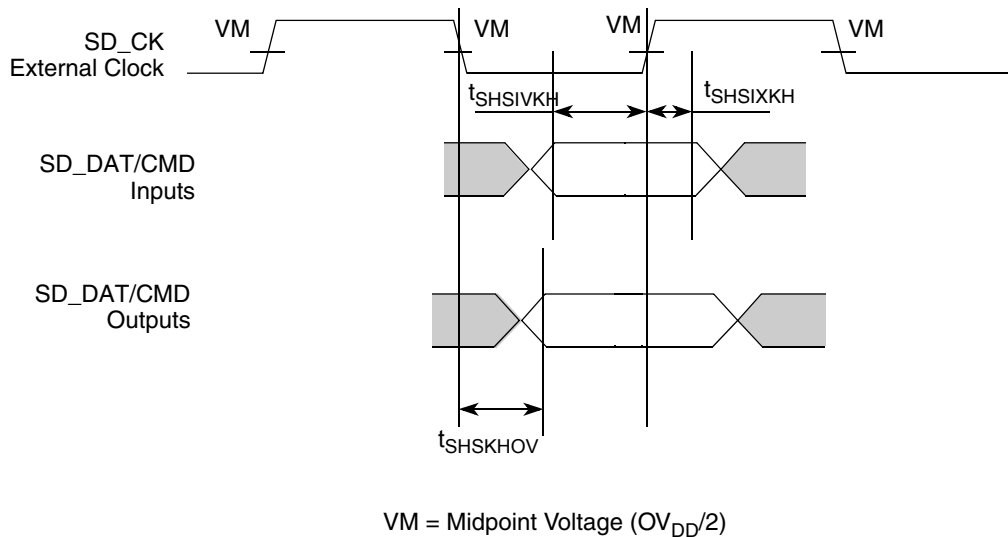 VM
VM
VM
VM
SD_CK
External Clock
tSHSIVKH
tSHSIXKH
SD_DAT/CMD
Inputs
SD_DAT/CMD
Outputs
tSHSKHOV
VM = Midpoint Voltage (OVDD/2)